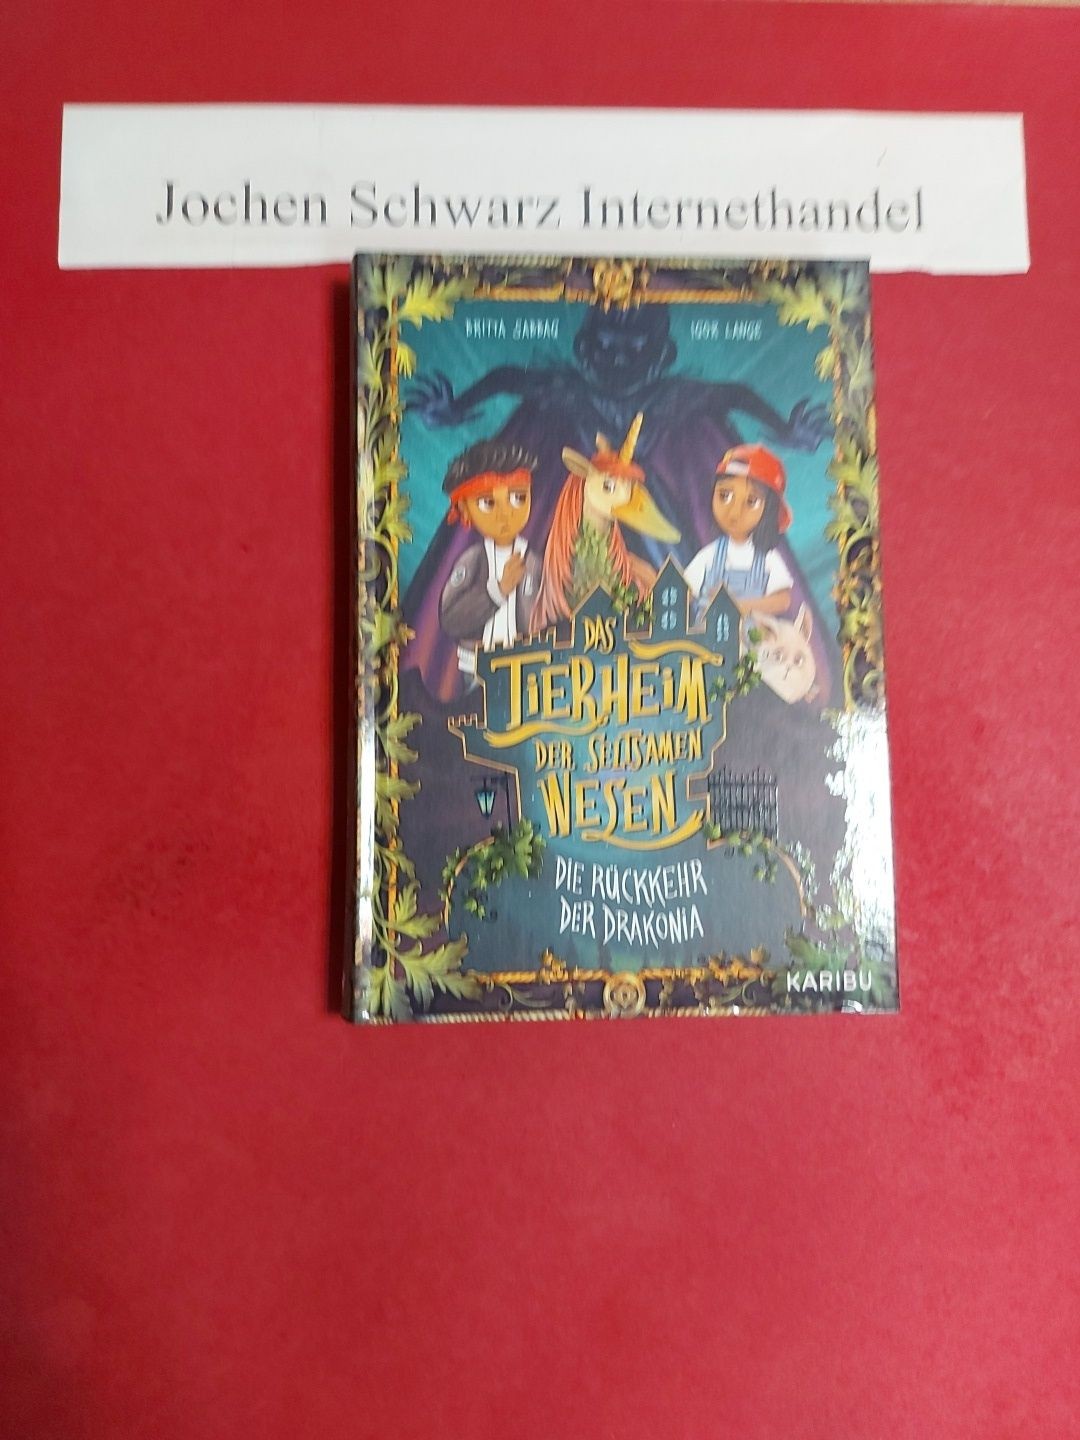 Jochen Schwarz Internethandel
BRITTA SABBAG IGOR LANGE
DAS
TIERHEIM
DER SELTSAMEN
WESEN
DIE RÜCKKEHR
DER DRAKONIA
KARIBU